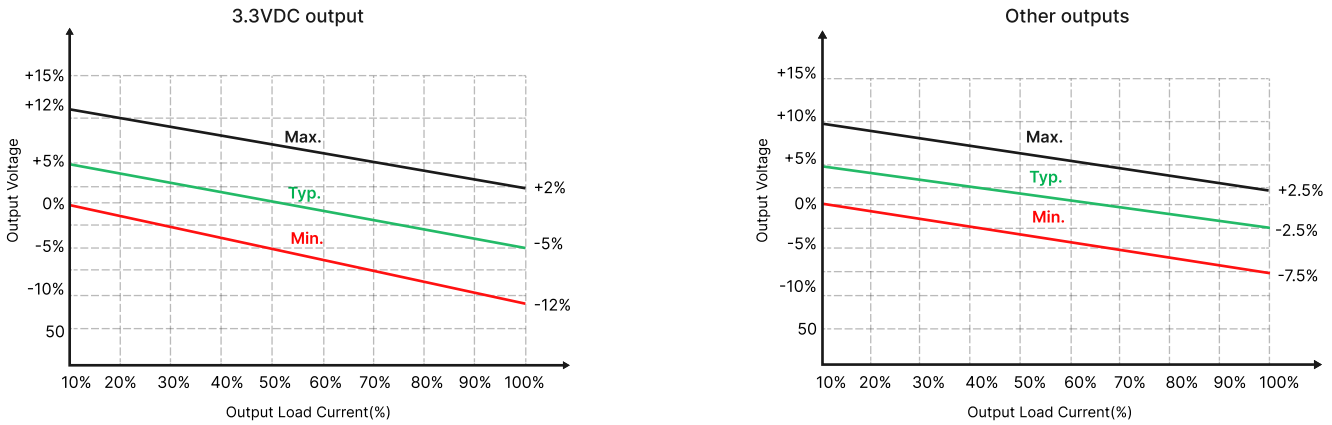 3.3VDC output
+15%
+12%
+5%
0%
-5%
-10%
50
Output Voltage
Max.
Typ.
Min.
+2%
-5%
-12%
10% 20% 30% 40% 50% 60% 70% 80% 90% 100%
Output Load Current(%)
Other outputs
+15%
+10%
+5%
0%
-5%
-10%
50
Output Voltage
Max.
Typ.
Min.
+2.5%
-2.5%
-7.5%
10% 20% 30% 40% 50% 60% 70% 80% 90% 100%
Output Load Current(%)